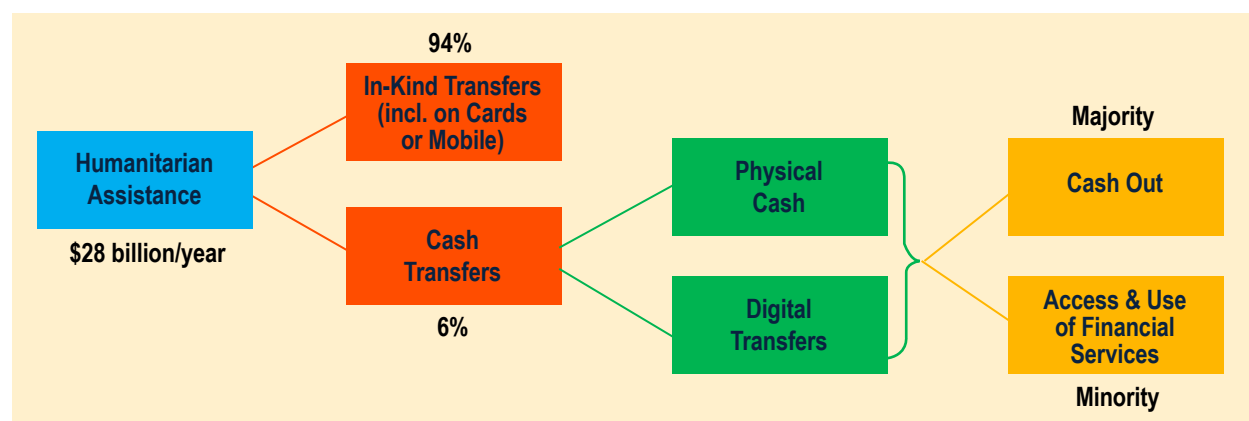 94%
In-Kind Transfers
(incl. on Cards
or Mobile)
Humanitarian
Assistance
$28 billion/year
Cash
Transfers
6%
Physical
Cash
Digital
Transfers
Majority
Cash Out
Access & Use
of Financial
Services
Minority